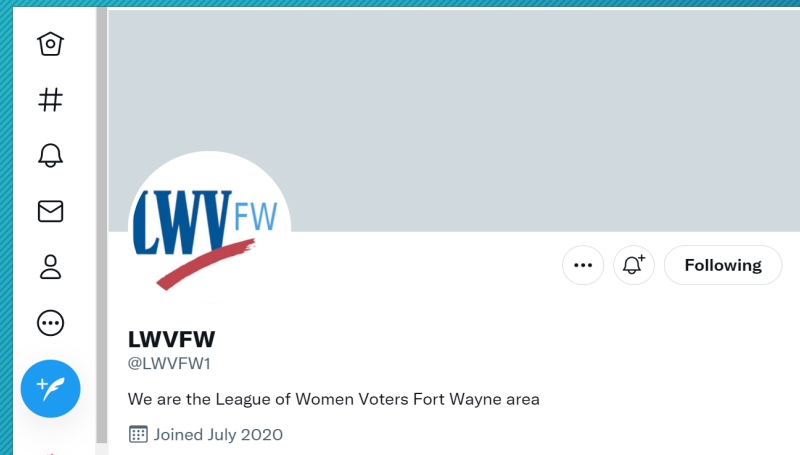 LWV FW
Following
LWVFW
@LWVFW1
We are the League of Women Voters Fort Wayne area
Joined July 2020